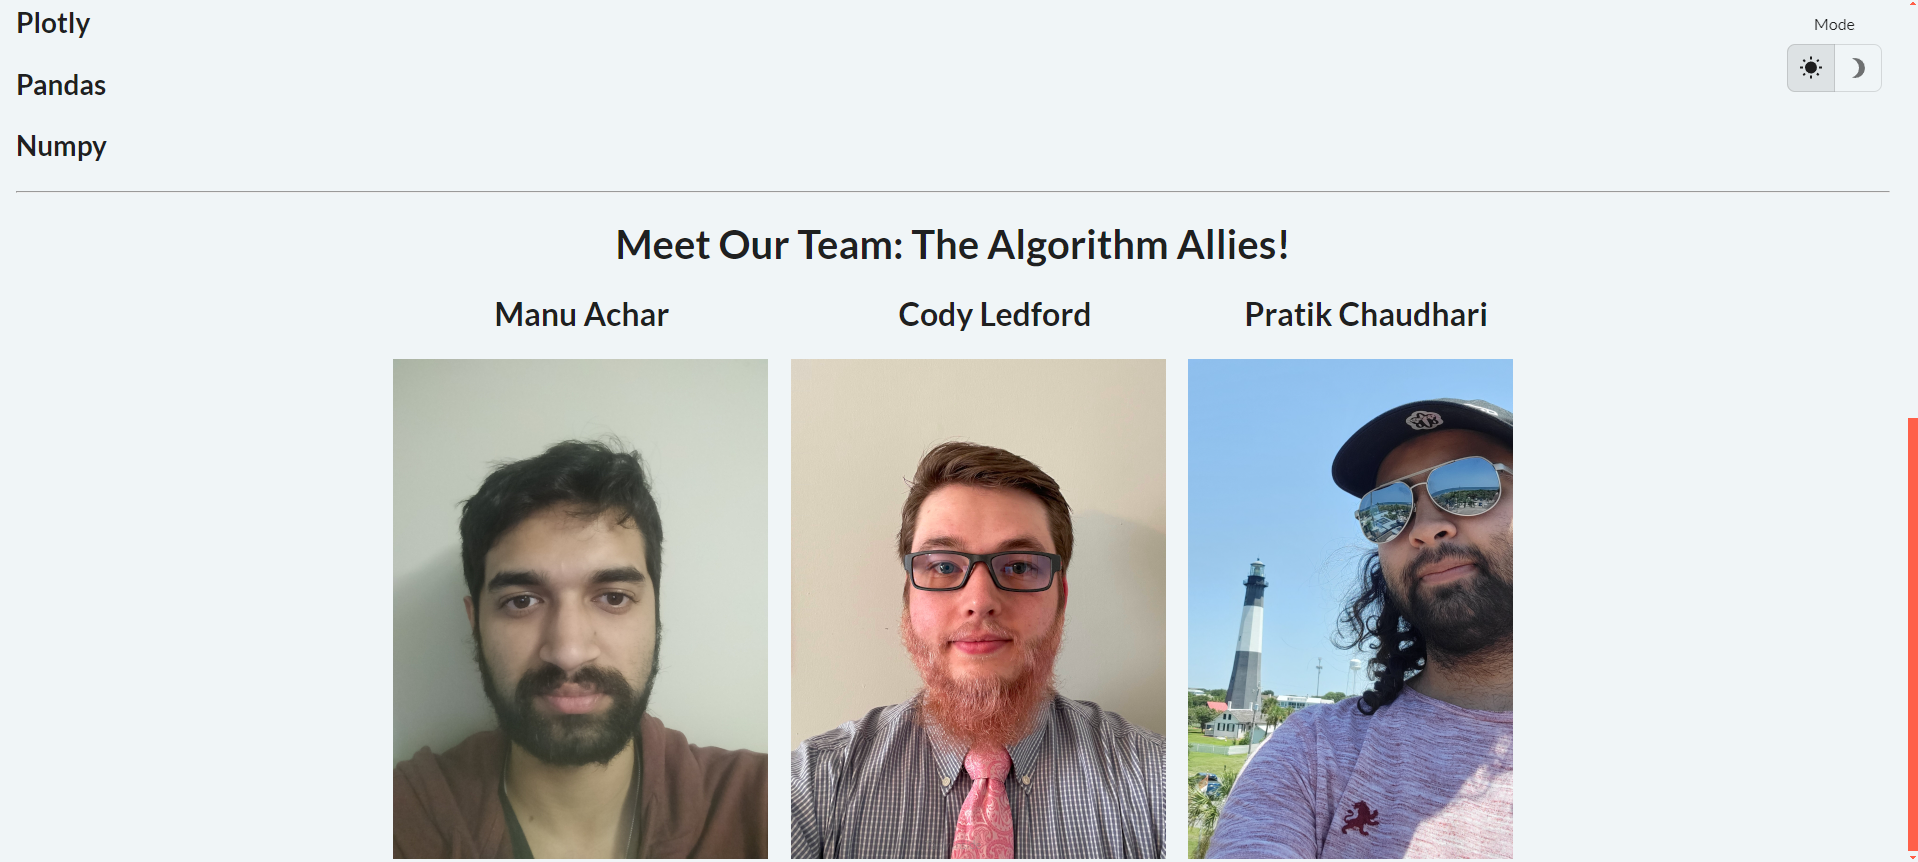 Plotly
Mode
Pandas
Numpy
Meet Our Team: The Algorithm Allies!
Manu Achar
Cody Ledford
Pratik Chaudhari